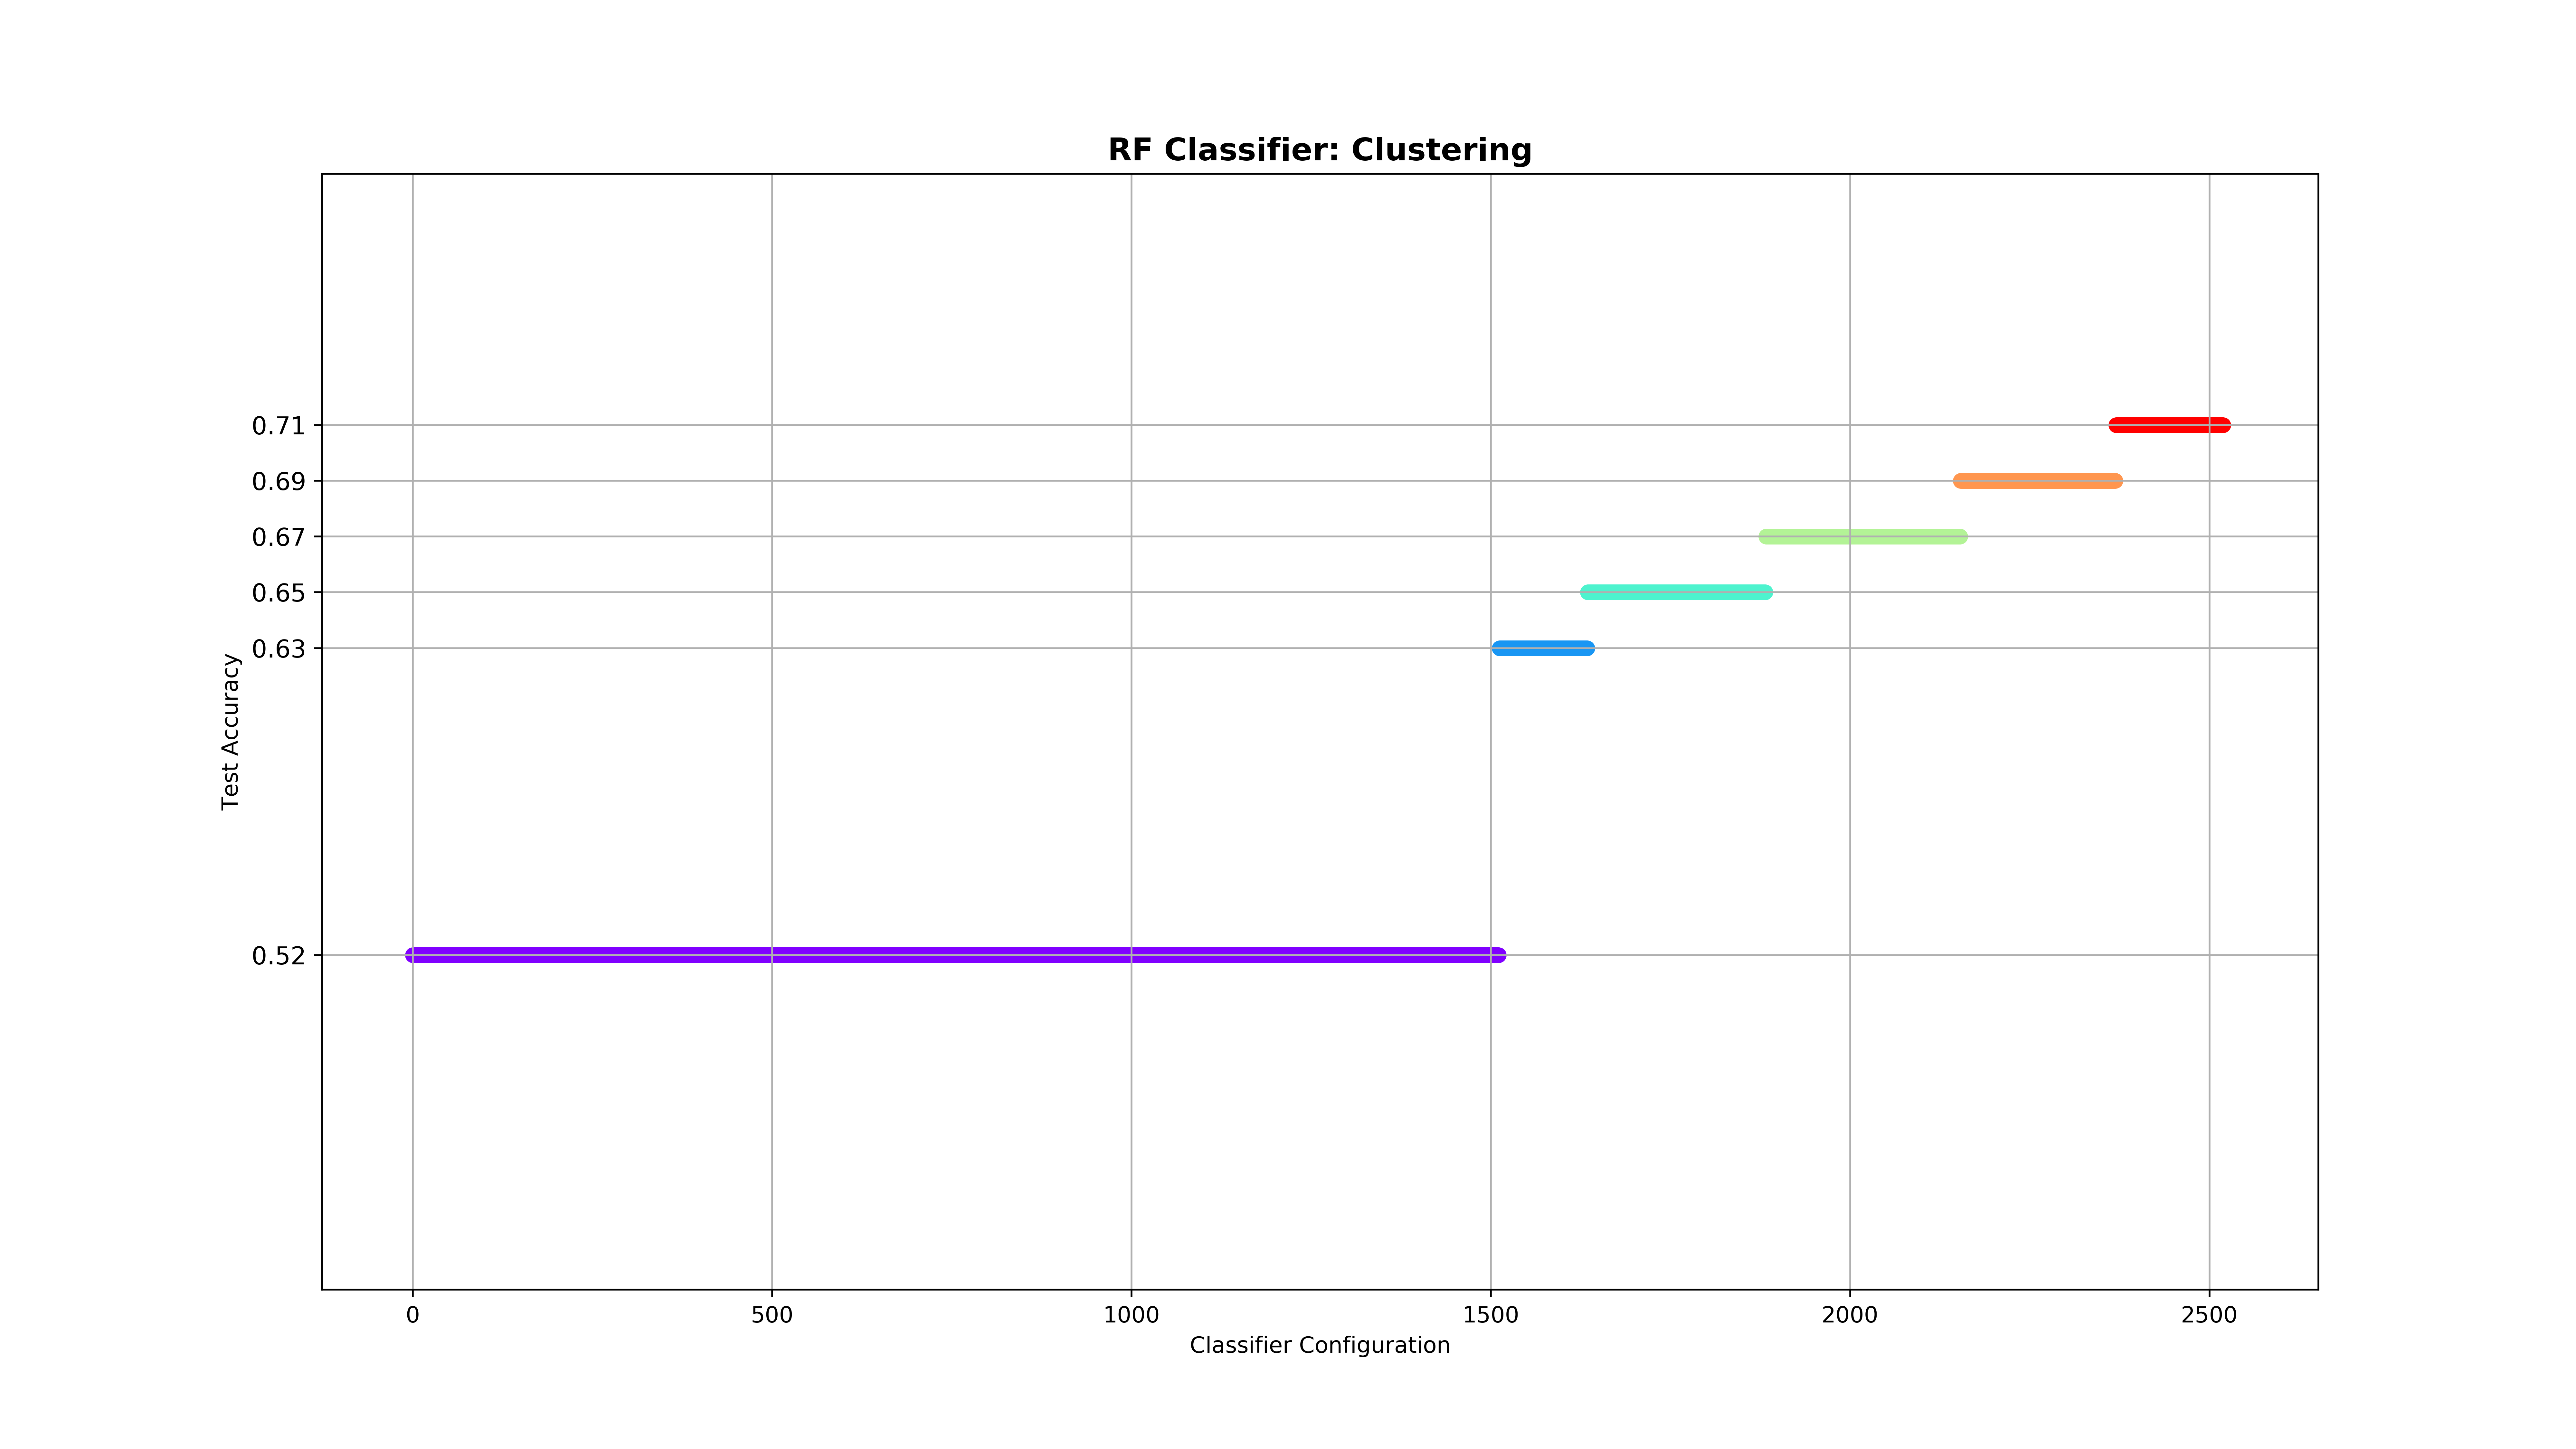 RF Classifier: Clustering
0.71
0.69
0.67
0.65
0.63
0.52
Test Accuracy
0 500 1000 1500 2000 2500
Classifier Configuration